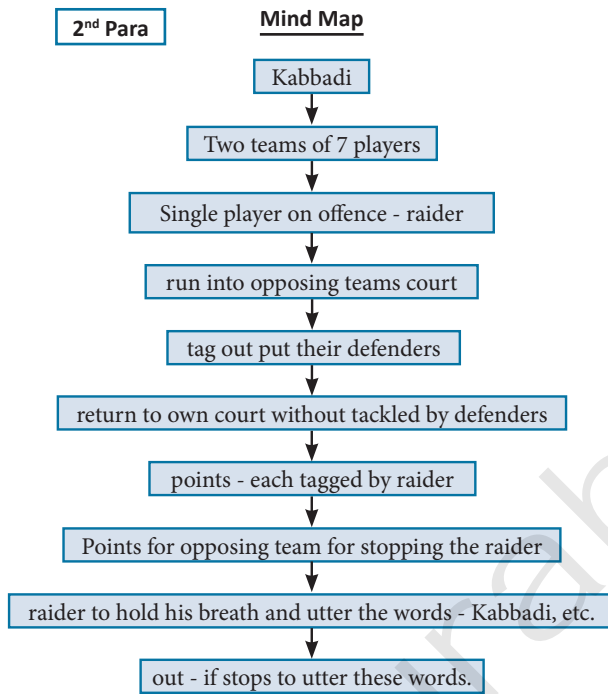 2nd Para
Mind Map
Kabbadi
Two teams of 7 players
Single player on offence - raider
run into opposing teams court
tag out put their defenders
return to own court without tackled by defenders
points - each tagged by raider
Points for opposing team for stopping the raider
raider to hold his breath and utter the words - Kabbadi, etc.
out - if stops to utter these words.